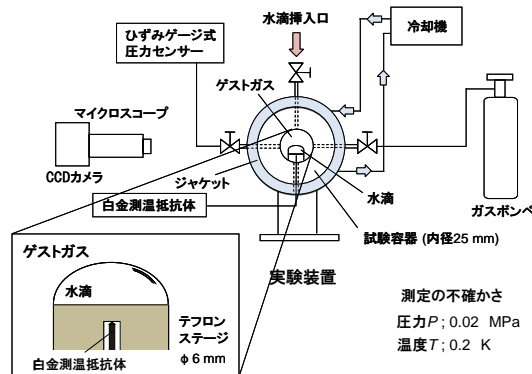 水滴挿入口
冷却機
ひずみゲージ式
圧力センサー
ゲストガス
マイクロスコープ
CCDカメラ
ジャケット
白金測温抵抗体
水滴
ガスボンベ
試験容器 (内径25 mm)
ゲストガス
水滴
テフロン
ステージ
φ6mm
白金測温抵抗体
実験装置
測定の不確かさ
圧力P ; 0.02 MPa
温度T ; 0.2 K